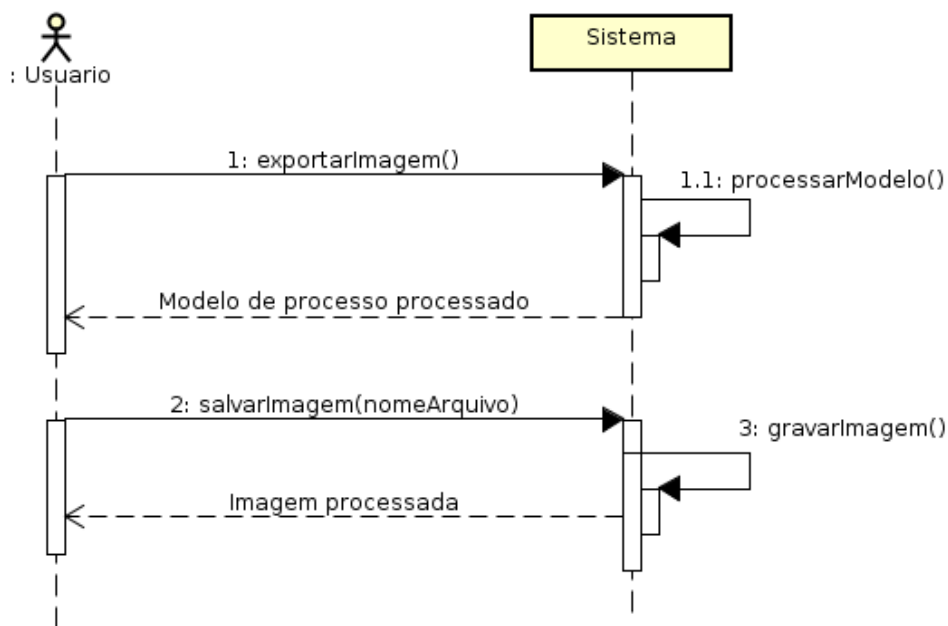 : Usuario
Sistema
1: exportarImagem()
1.1: processarModelo()
Modelo de processo processado
2: salvarImagem(nomeArquivo)
3: gravarImagem()
Imagem processada